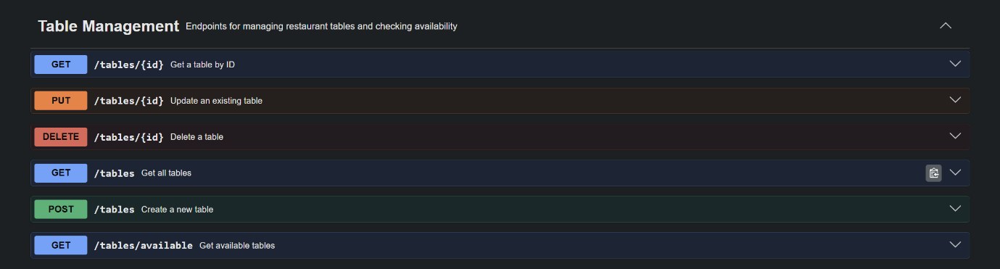 Table Management Endpoints for managing restaurant tables and checking availability
GET /tables/{id} Get a table by ID
PUT /tables/{id} Update an existing table
DELETE /tables/{id} Delete a table
GET /tables Get all tables
POST /tables Create a new table
GET /tables/available Get available tables